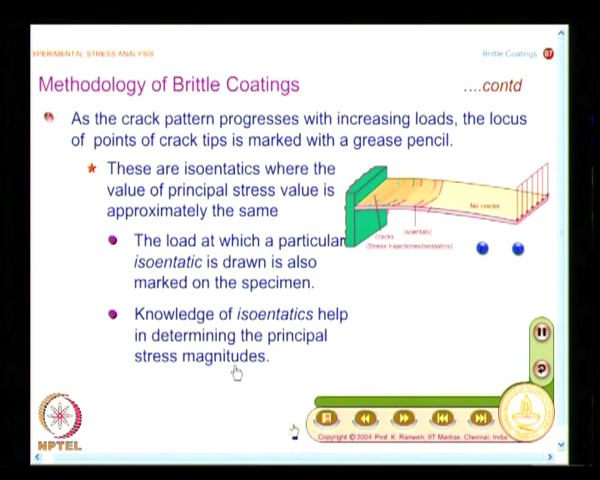 XPERIMENTAL STRESS ANALYSIS
Brittle Coatings 07
Methodology of Brittle Coatings
....contd
As the crack pattern progresses with increasing loads, the locus
of points of crack tips is marked with a grease pencil.
These are isoentatics where the
value of principal stress value is
approximately the same
No cracks
cracks
Isoentatic
(Stress trajectories/isostatics)
The load at which a particular
isoentatic is drawn is also
marked on the specimen.
Knowledge of isoentatics help
in determining the principal
stress magnitudes.
NPTEL
Copyright © 2004 Prof. K. Ramesh, IIT Madras, Chennai, India